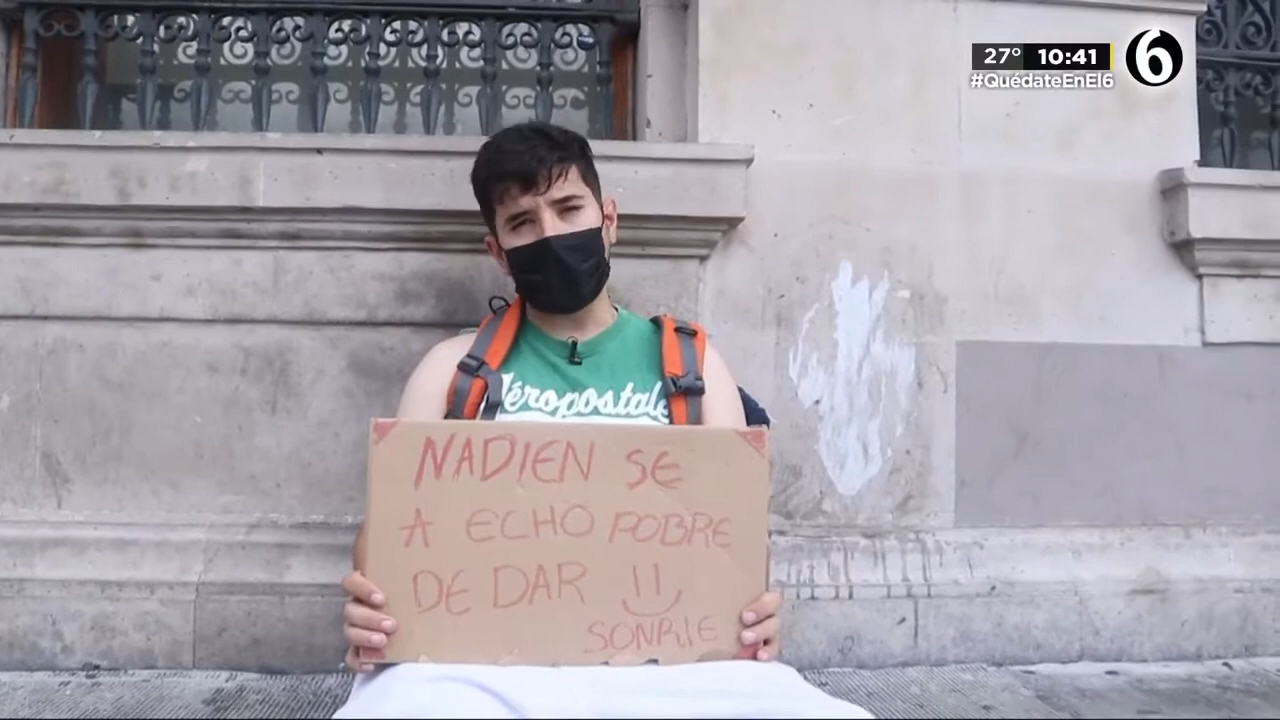 27° 10:41 6
#QuédateEnEl6
Aéropostale
NADIEN SE
A ECHO POBRE
DE DAR
SONRIE